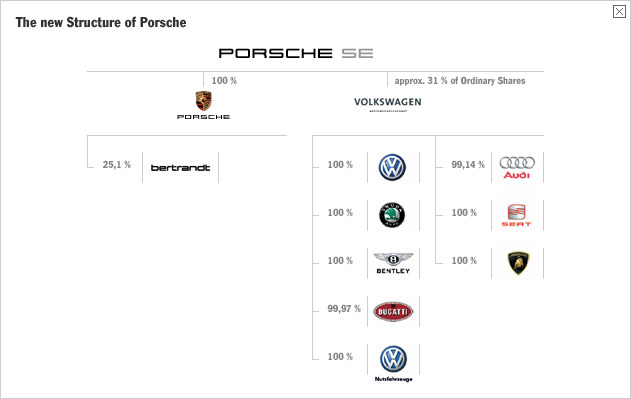 The new Structure of Porsche
PORSCHE SE
100 %
approx. 31 % of Ordinary Shares
PORSCHE
VOLKSWAGEN
AKTIENGESELLSCHAFT
25,1 %
bertrandt
100 %
99,14 %
Audi
100 %
100 %
SEAT
100 %
BENTLEY
100 %
99,97 %
BUGATTI
100 %
Nutzfahrzeuge